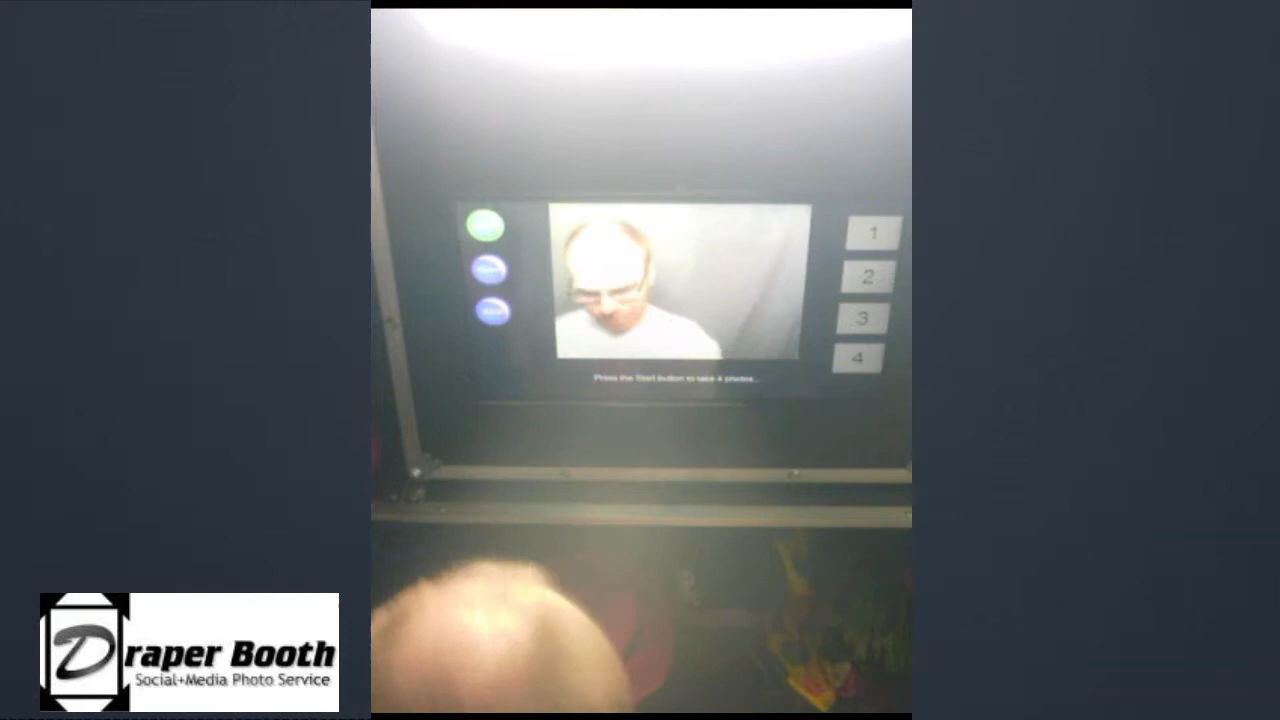 1
2
3
4
Press the Start button to take 4 photos...
Draper Booth
Social+Media Photo Service